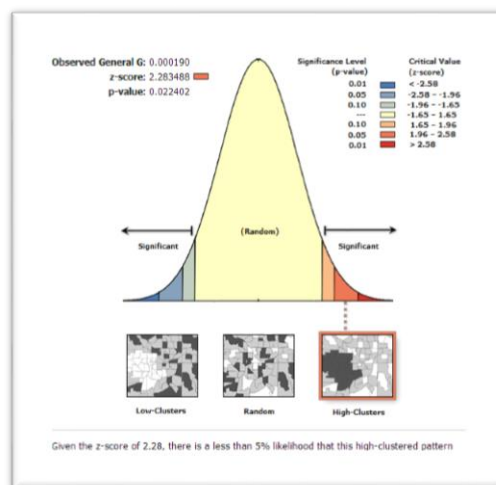 Observed General G: 0.000190
z-score: 2.283488
p-value: 0.022402
Significance Level
(p-value)
Critical Value
(z-score)
0.01 < -2.58
0.05 -2.58 - -1.96
0.10 -1.96 - -1.65
--- -1.65 - 1.65
0.10 1.65 - 1.96
0.05 1.96 - 2.58
0.01 > 2.58
Significant
(Random)
Significant
Low-Clusters
Random
High-Clusters
Given the z-score of 2.28, there is a less than 5% likelihood that this high-clustered pattern